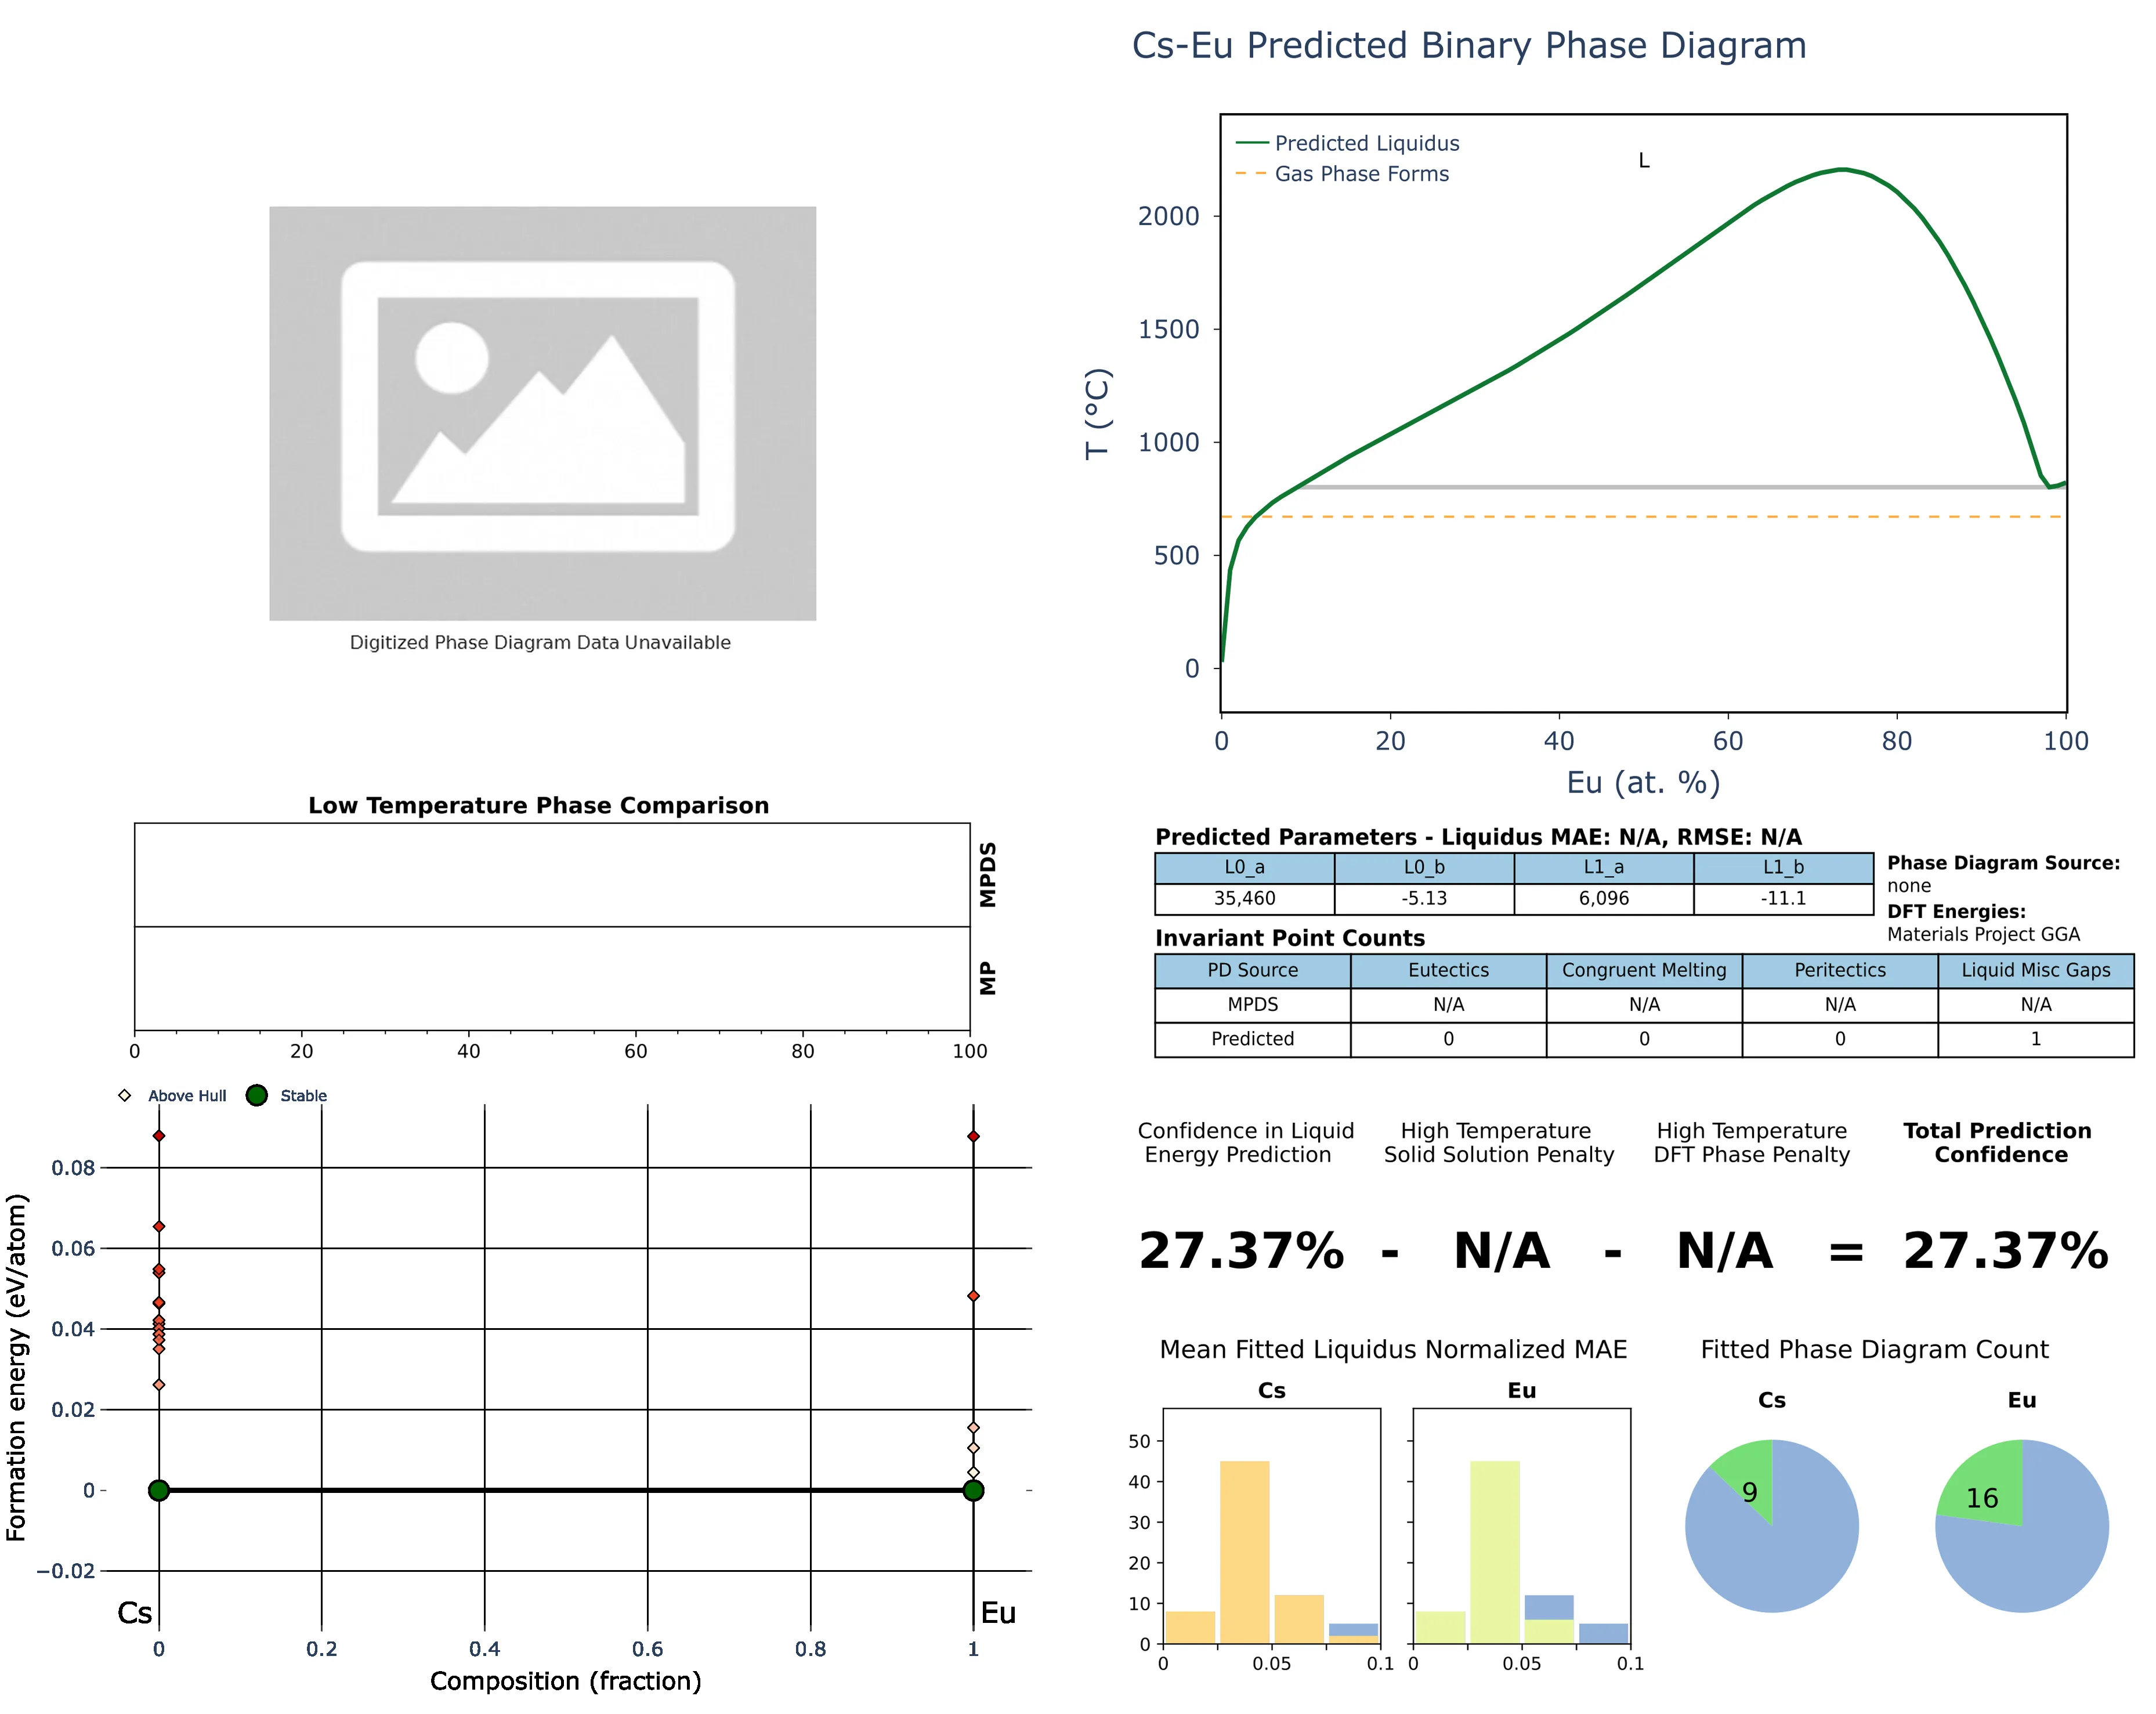 Cs-Eu Predicted Binary Phase Diagram
Predicted Liquidus
Gas Phase Forms
L
2000
1500
1000
500
0
T (°C)
0 20 40 60 80 100
Eu (at. %)
Digitized Phase Diagram Data Unavailable
Low Temperature Phase Comparison
MPDS
MP
0 20 40 60 80 100
Predicted Parameters - Liquidus MAE: N/A, RMSE: N/A
L0_a L0_b L1_a L1_b
35,460 -5.13 6,096 -11.1
Phase Diagram Source:
none
DFT Energies:
Materials Project GGA
Invariant Point Counts
PD Source Eutectics Congruent Melting Peritectics Liquid Misc Gaps
MPDS N/A N/A N/A N/A
Predicted 0 0 0 1
Above Hull Stable
0.08
0.06
0.04
0.02
0
−0.02
Formation energy (eV/atom)
Cs Eu
0 0.2 0.4 0.6 0.8 1
Composition (fraction)
Confidence in Liquid
Energy Prediction
High Temperature
Solid Solution Penalty
High Temperature
DFT Phase Penalty
Total Prediction
Confidence
27.37% - N/A - N/A = 27.37%
Mean Fitted Liquidus Normalized MAE
Cs Eu
50
40
30
20
10
0
0 0.05 0.1 0 0.05 0.1
Fitted Phase Diagram Count
Cs Eu
9 16